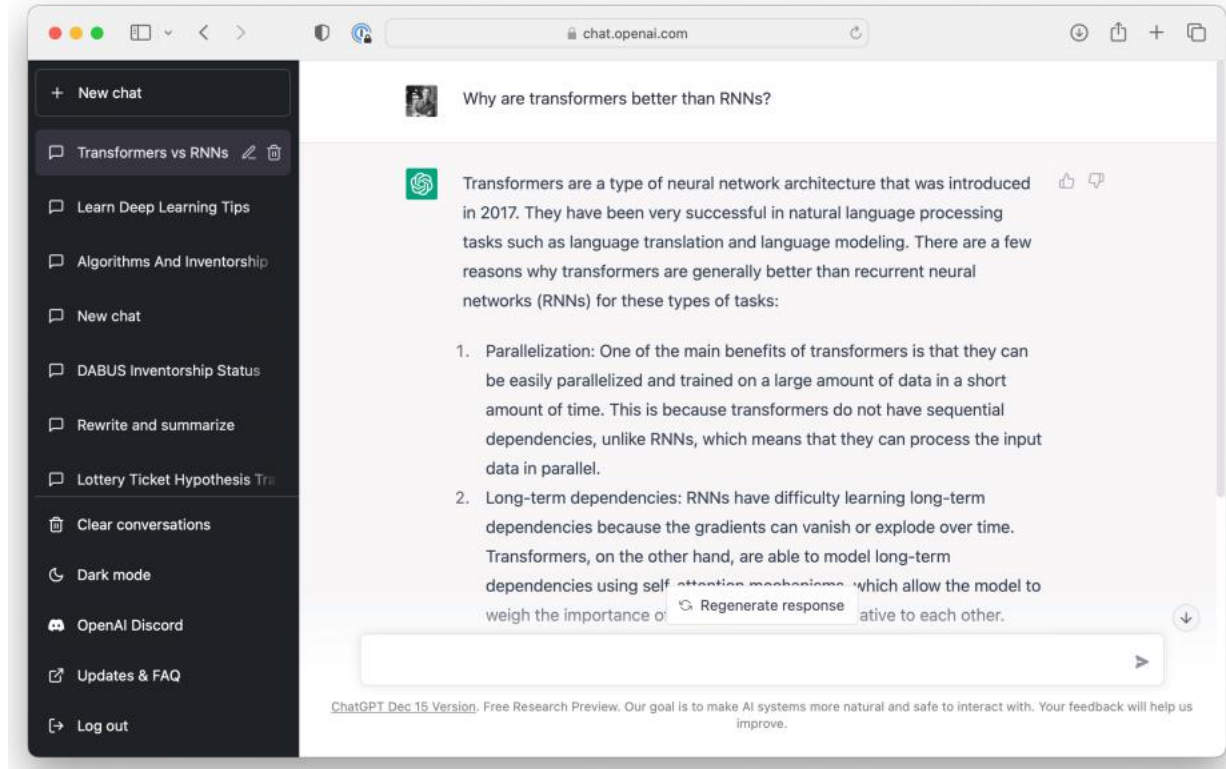 chat.openai.com
New chat
Transformers vs RNNs
Learn Deep Learning Tips
Algorithms And Inventorship
New chat
DABUS Inventorship Status
Rewrite and summarize
Lottery Ticket Hypothesis Tra
Clear conversations
Dark mode
OpenAI Discord
Updates & FAQ
Log out
Why are transformers better than RNNs?
Transformers are a type of neural network architecture that was introduced
in 2017. They have been very successful in natural language processing
tasks such as language translation and language modeling. There are a few
reasons why transformers are generally better than recurrent neural
networks (RNNs) for these types of tasks:
1. Parallelization: One of the main benefits of transformers is that they can
be easily parallelized and trained on a large amount of data in a short
amount of time. This is because transformers do not have sequential
dependencies, unlike RNNs, which means that they can process the input
data in parallel.
2. Long-term dependencies: RNNs have difficulty learning long-term
dependencies because the gradients can vanish or explode over time.
Transformers, on the other hand, are able to model long-term
dependencies using self-attention mechanisms, which allow the model to
weigh the importance o ative to each other.
Regenerate response
ChatGPT Dec 15 Version. Free Research Preview. Our goal is to make AI systems more natural and safe to interact with. Your feedback will help us
improve.